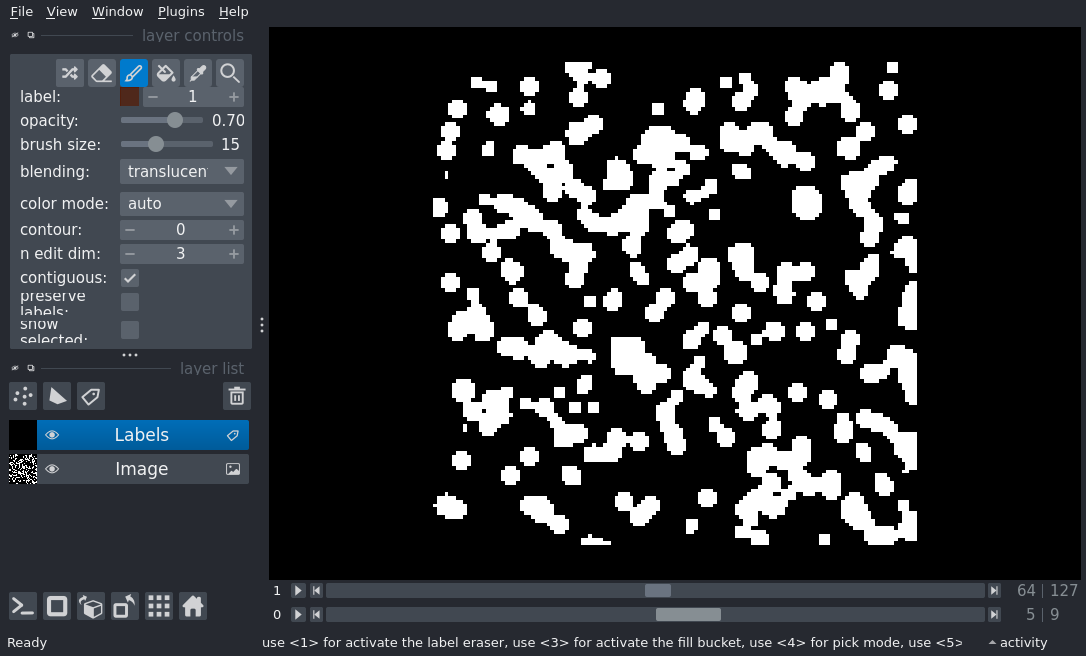 File View Window Plugins Help
layer controls
label: 1
opacity: 0.70
brush size: 15
blending: translucen
color mode: auto
contour: 0
n edit dim: 3
contiguous:
preserve
labels:
show
selected:
layer list
Labels
Image
1 64 | 127
0 5 | 9
Ready use <1> for activate the label eraser, use <3> for activate the fill bucket, use <4> for pick mode, use <5> activity